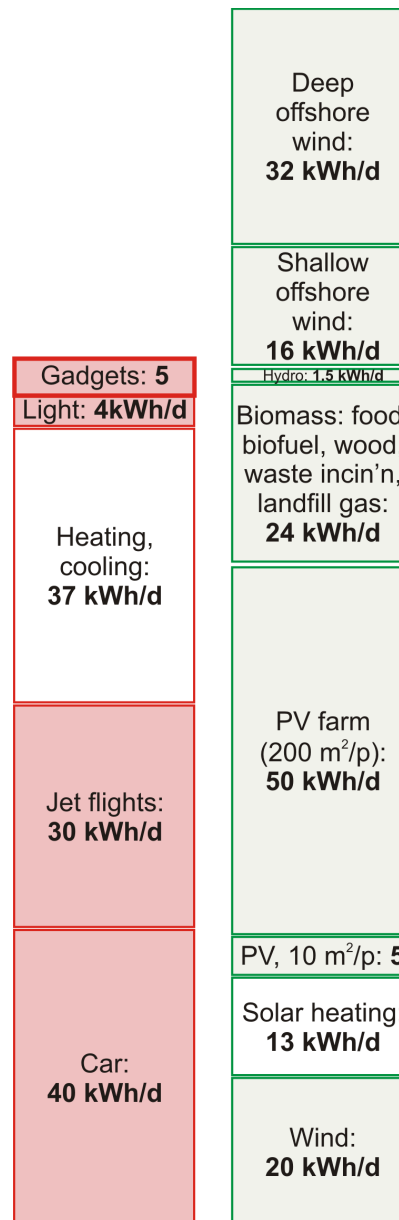 Gadgets: 5
Light: 4kWh/d
Heating,
cooling:
37 kWh/d
Jet flights:
30 kWh/d
Car:
40 kWh/d
Deep
offshore
wind:
32 kWh/d
Shallow
offshore
wind:
16 kWh/d
Hydro: 1.5 kWh/d
Biomass: food
biofuel, wood
waste incin’n,
landfill gas:
24 kWh/d
PV farm
(200 m²/p):
50 kWh/d
PV, 10 m²/p: 5
Solar heating
13 kWh/d
Wind:
20 kWh/d